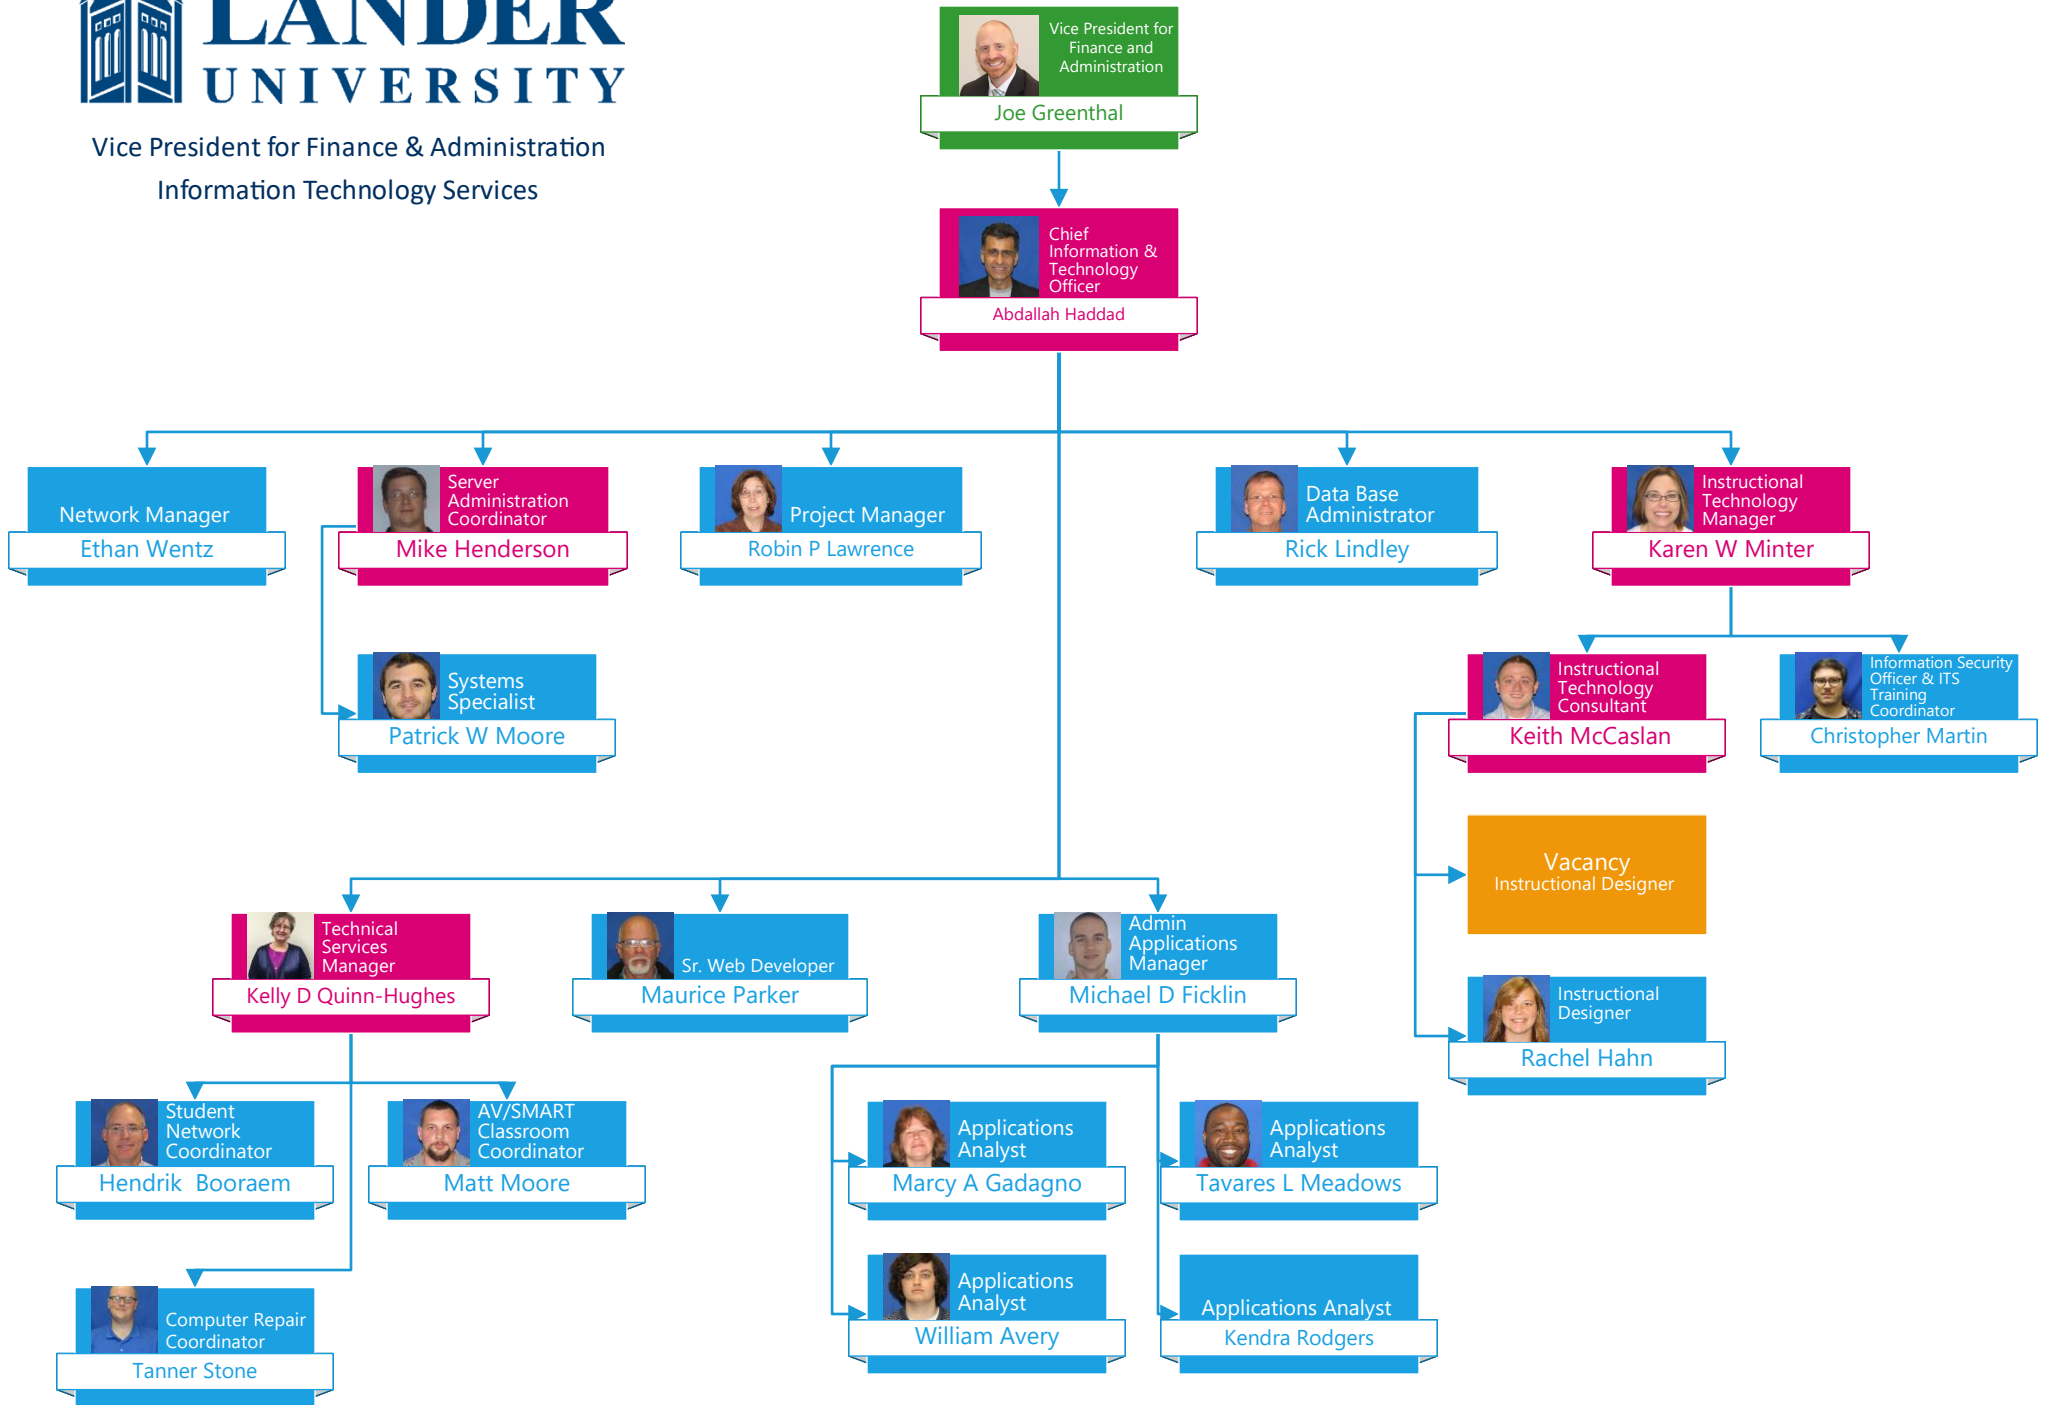 LANDER
UNIVERSITY
Vice President for Finance & Administration
Information Technology Services
Vice President for
Finance and
Administration
Joe Greenthal
Chief
Information &
Technology
Officer
Abdallah Haddad
Network Manager
Ethan Wentz
Server
Administration
Coordinator
Mike Henderson
Project Manager
Robin P Lawrence
Data Base
Administrator
Rick Lindley
Instructional
Technology
Manager
Karen W Minter
Systems
Specialist
Patrick W Moore
Instructional
Technology
Consultant
Keith McCaslan
Information Security
Officer & ITS
Training
Coordinator
Christopher Martin
Vacancy
Instructional Designer
Technical
Services
Manager
Kelly D Quinn-Hughes
Sr. Web Developer
Maurice Parker
Admin
Applications
Manager
Michael D Ficklin
Instructional
Designer
Rachel Hahn
Student
Network
Coordinator
Hendrik  Booraem
AV/SMART
Classroom
Coordinator
Matt Moore
Applications
Analyst
Marcy A Gadagno
Applications
Analyst
Tavares L Meadows
Computer Repair
Coordinator
Tanner Stone
Applications
Analyst
William Avery
Applications Analyst
Kendra Rodgers